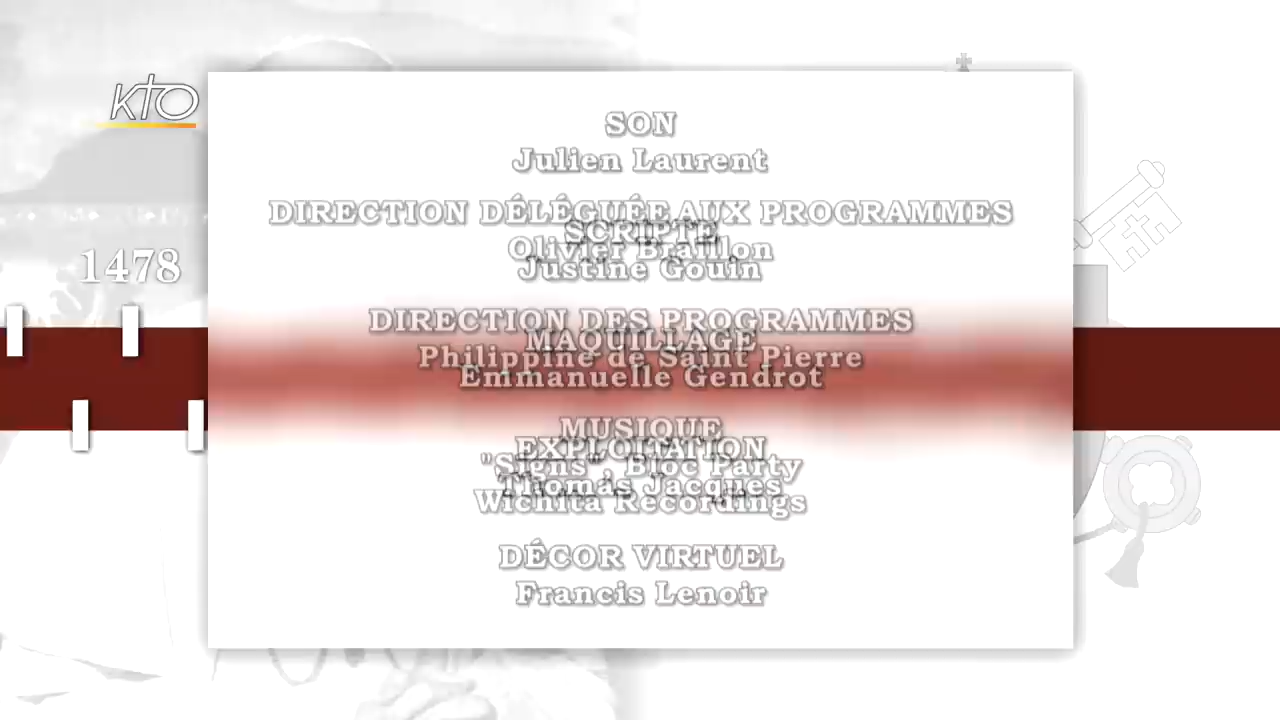 KTO
SON
Julien Laurent
DIRECTION DÉLÉGUÉE AUX PROGRAMMES
SCRIPTE
Olivier Braillon
Justine Gouin
1478
DIRECTION DES PROGRAMMES
MAQUILLAGE
Philippine de Saint Pierre
Emmanuelle Gendrot
MUSIQUE
EXPLOITATION
"Signs", Bloc Party
Thomas Jacques
Wichita Recordings
DÉCOR VIRTUEL
Francis Lenoir